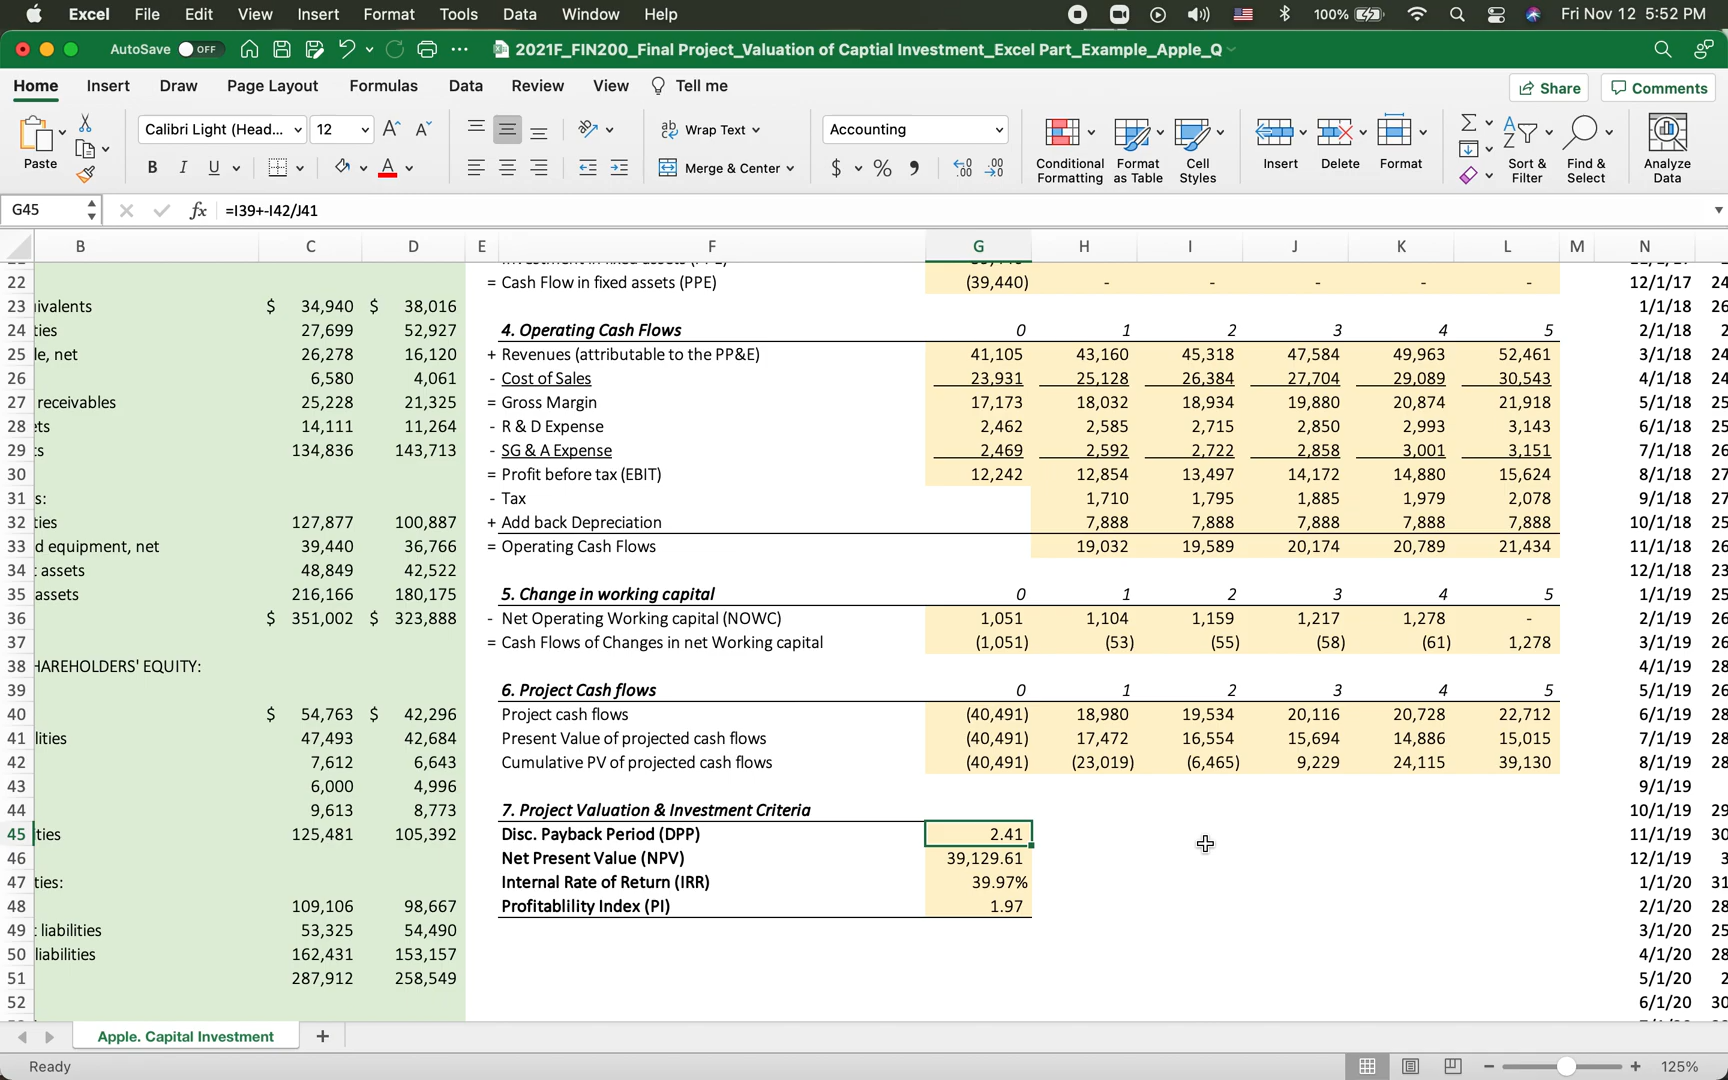 Excel File Edit View Insert Format Tools Data Window Help 100% Fri Nov 12 5:52 PM
AutoSave OFF 2021F_FIN200_Final Project_Valuation of Captial Investment_Excel Part_Example_Apple_Q
Home Insert Draw Page Layout Formulas Data Review View Tell me Share Comments
Paste Calibri Light (Head... 12 Wrap Text Merge & Center Accounting Conditional Formatting Format as Table Cell Styles Insert Delete Format Sort & Filter Find & Select Analyze Data
G45 fx =I39+-I42/J41
B C D E F G H I J K L M N
22 = Cash Flow in fixed assets (PPE) (39,440) - - - - - 12/1/17 24
23 ivalents $ 34,940 $ 38,016 1/1/18 26
24 ties 27,699 52,927 4. Operating Cash Flows 0 1 2 3 4 5 2/1/18 2
25 le, net 26,278 16,120 + Revenues (attributable to the PP&E) 41,105 43,160 45,318 47,584 49,963 52,461 3/1/18 24
26 6,580 4,061 - Cost of Sales 23,931 25,128 26,384 27,704 29,089 30,543 4/1/18 24
27 receivables 25,228 21,325 = Gross Margin 17,173 18,032 18,934 19,880 20,874 21,918 5/1/18 25
28 ets 14,111 11,264 - R & D Expense 2,462 2,585 2,715 2,850 2,993 3,143 6/1/18 25
29 s 134,836 143,713 - SG & A Expense 2,469 2,592 2,722 2,858 3,001 3,151 7/1/18 26
30 = Profit before tax (EBIT) 12,242 12,854 13,497 14,172 14,880 15,624 8/1/18 27
31 s: - Tax 1,710 1,795 1,885 1,979 2,078 9/1/18 27
32 ties 127,877 100,887 + Add back Depreciation 7,888 7,888 7,888 7,888 7,888 10/1/18 25
33 d equipment, net 39,440 36,766 = Operating Cash Flows 19,032 19,589 20,174 20,789 21,434 11/1/18 26
34 t assets 48,849 42,522 12/1/18 23
35 assets 216,166 180,175 5. Change in working capital 0 1 2 3 4 5 1/1/19 25
36 $ 351,002 $ 323,888 - Net Operating Working capital (NOWC) 1,051 1,104 1,159 1,217 1,278 - 2/1/19 26
37 = Cash Flows of Changes in net Working capital (1,051) (53) (55) (58) (61) 1,278 3/1/19 26
38 HAREHOLDERS' EQUITY: 4/1/19 28
39 6. Project Cash flows 0 1 2 3 4 5 5/1/19 26
40 $ 54,763 $ 42,296 Project cash flows (40,491) 18,980 19,534 20,116 20,728 22,712 6/1/19 28
41 lities 47,493 42,684 Present Value of projected cash flows (40,491) 17,472 16,554 15,694 14,886 15,015 7/1/19 28
42 7,612 6,643 Cumulative PV of projected cash flows (40,491) (23,019) (6,465) 9,229 24,115 39,130 8/1/19 28
43 6,000 4,996 9/1/19
44 9,613 8,773 7. Project Valuation & Investment Criteria 10/1/19 29
45 ties 125,481 105,392 Disc. Payback Period (DPP) 2.41 11/1/19 30
46 Net Present Value (NPV) 39,129.61 12/1/19 3
47 ties: Internal Rate of Return (IRR) 39.97% 1/1/20 31
48 109,106 98,667 Profitablility Index (PI) 1.97 2/1/20 28
49 t liabilities 53,325 54,490 3/1/20 25
50 liabilities 162,431 153,157 4/1/20 28
51 287,912 258,549 5/1/20 2
52 6/1/20 30
Apple. Capital Investment +
Ready 125%